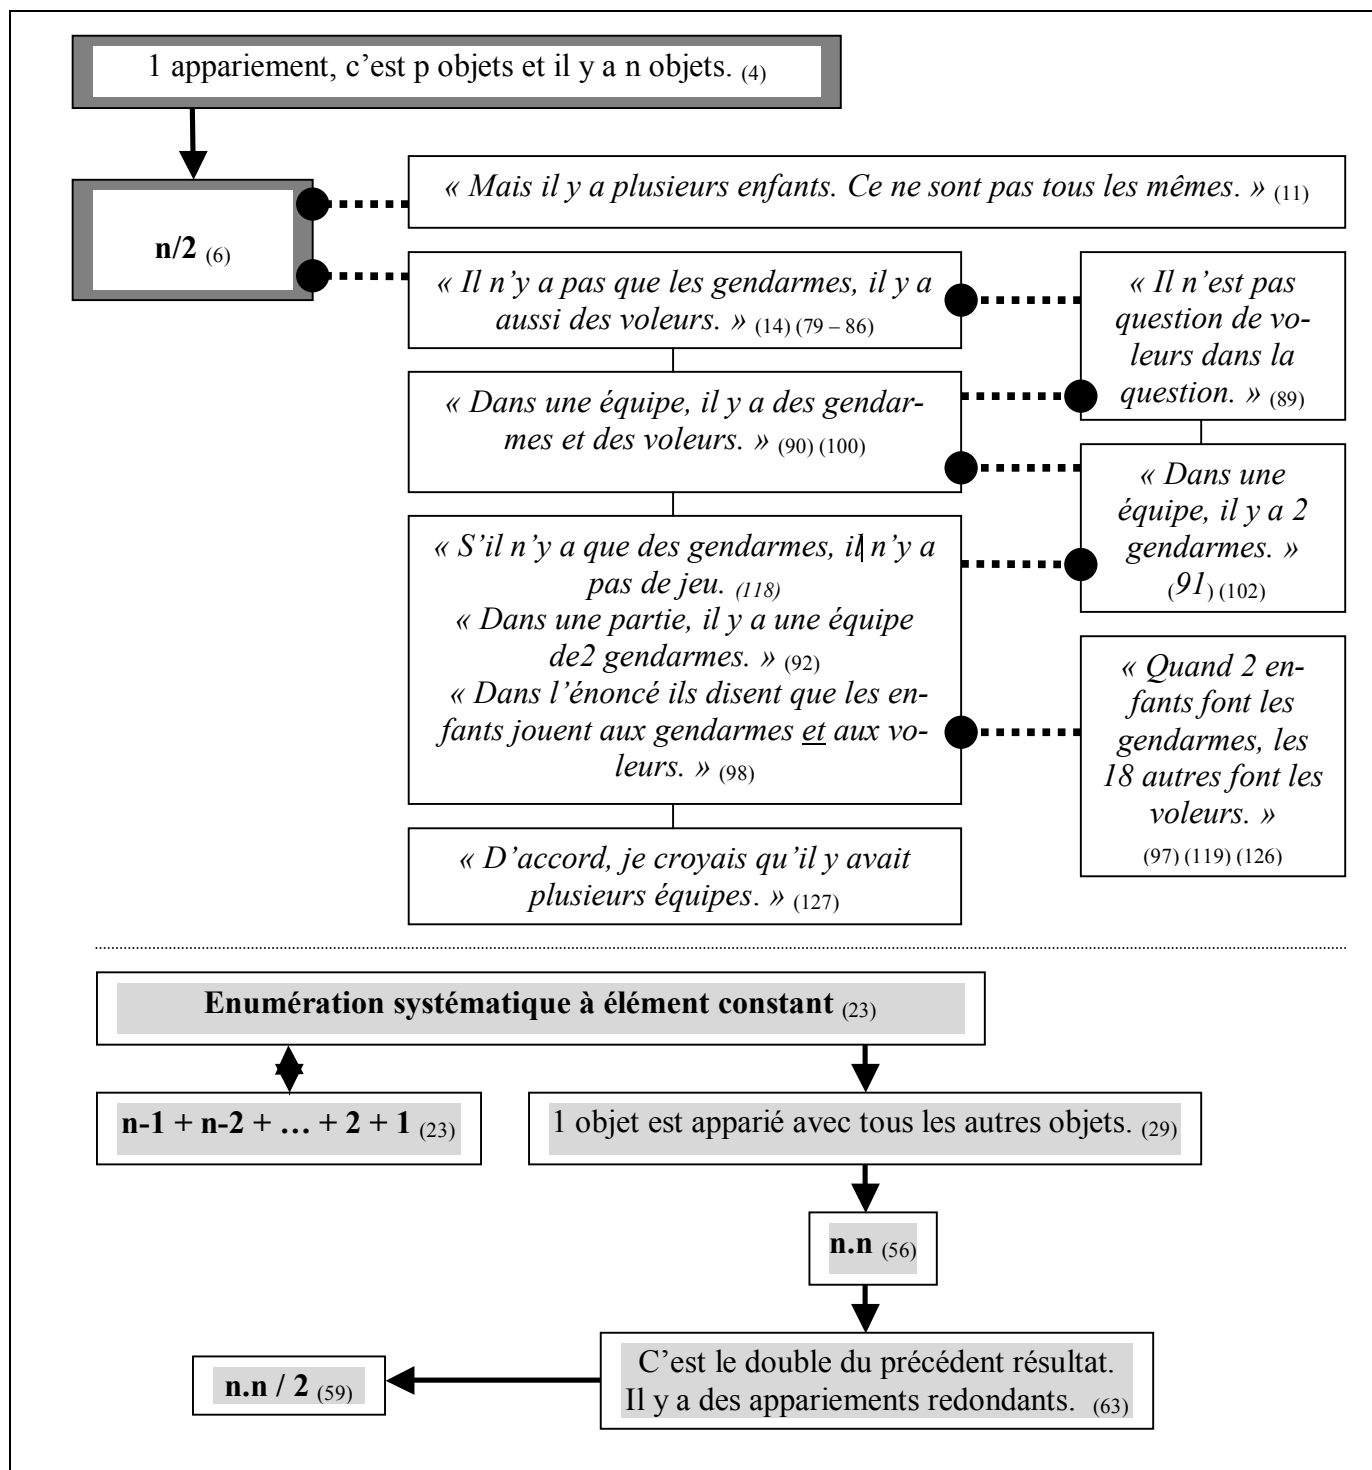 1 appariement, c’est p objets et il y a n objets. (4)
n/2 (6)
« Mais il y a plusieurs enfants. Ce ne sont pas tous les mêmes. » (11)
« Il n’y a pas que les gendarmes, il y a
aussi des voleurs. » (14) (79 – 86)
« Il n’est pas
question de vo-
leurs dans la
question. » (89)
« Dans une équipe, il y a des gendar-
mes et des voleurs. » (90) (100)
« Dans une
équipe, il y a 2
gendarmes. »
(91) (102)
« S’il n’y a que des gendarmes, il n’y a
pas de jeu. (118)
« Dans une partie, il y a une équipe
de2 gendarmes. » (92)
« Dans l’énoncé ils disent que les en-
fants jouent aux gendarmes et aux vo-
leurs. » (98)
« Quand 2 en-
fants font les
gendarmes, les
18 autres font les
voleurs. »
(97) (119) (126)
« D’accord, je croyais qu’il y avait
plusieurs équipes. » (127)
Enumération systématique à élément constant (23)
n-1 + n-2 + … + 2 + 1 (23)
1 objet est apparié avec tous les autres objets. (29)
n.n (56)
C’est le double du précédent résultat.
Il y a des appariements redondants. (63)
n.n / 2 (59)